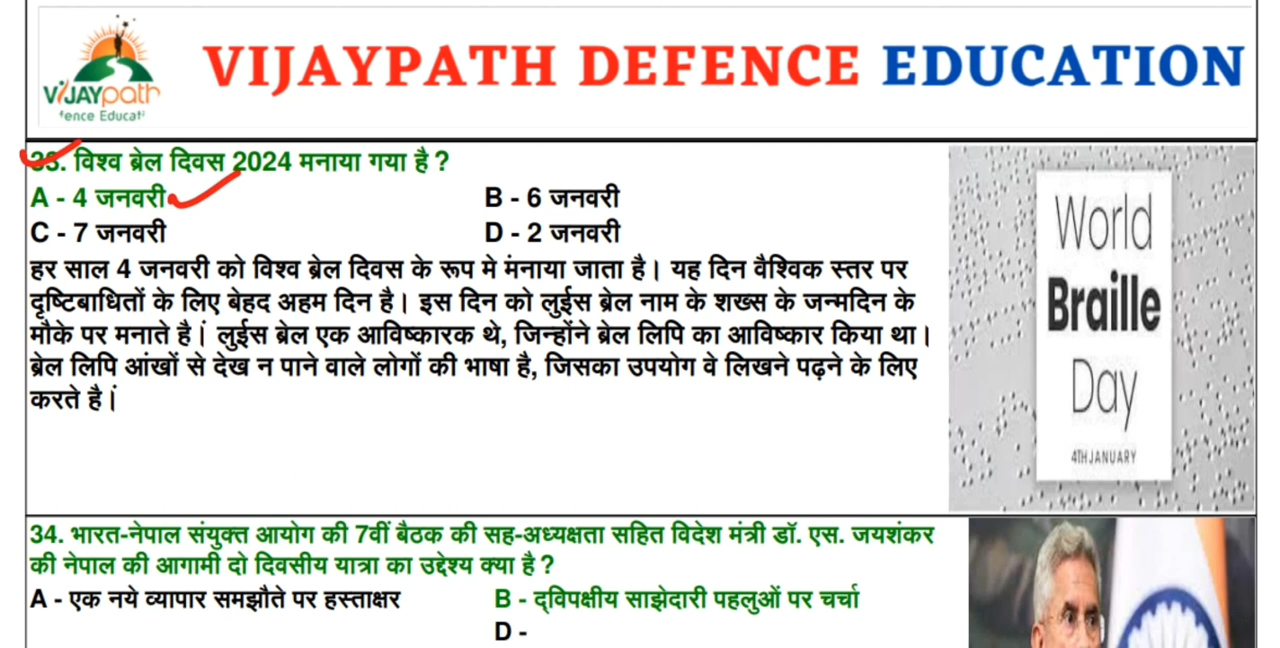 VIJAYPATH DEFENCE EDUCATION
ViJAYpath
fence Educati
33. विश्व ब्रेल दिवस 2024 मनाया गया है ?
A - 4 जनवरी
B - 6 जनवरी
C - 7 जनवरी
D - 2 जनवरी
हर साल 4 जनवरी को विश्व ब्रेल दिवस के रूप मे मंनाया जाता है। यह दिन वैश्विक स्तर पर
दृष्टिबाधितों के लिए बेहद अहम दिन है। इस दिन को लुईस ब्रेल नाम के शख्स के जन्मदिन के
मौके पर मनाते है। लुईस ब्रेल एक आविष्कारक थे, जिन्होंने ब्रेल लिपि का आविष्कार किया था।
ब्रेल लिपि आंखों से देख न पाने वाले लोगों की भाषा है, जिसका उपयोग वे लिखने पढ़ने के लिए
करते है।
World
Braille
Day
4TH JANUARY
34. भारत-नेपाल संयुक्त आयोग की 7वीं बैठक की सह-अध्यक्षता सहित विदेश मंत्री डॉ. एस. जयशंकर
की नेपाल की आगामी दो दिवसीय यात्रा का उद्देश्य क्या है ?
A - एक नये व्यापार समझौते पर हस्ताक्षर
B - द्विपक्षीय साझेदारी पहलुओं पर चर्चा
D -